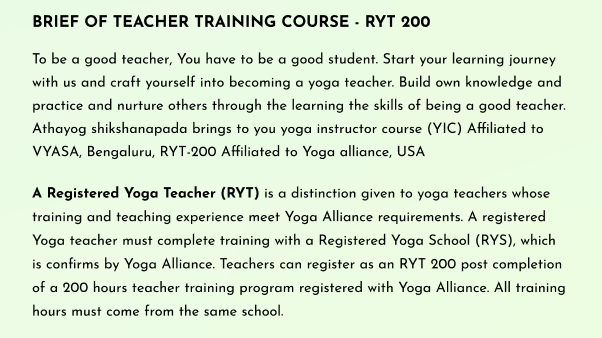 BRIEF OF TEACHER TRAINING COURSE - RYT 200
To be a good teacher, You have to be a good student. Start your learning journey
with us and craft yourself into becoming a yoga teacher. Build own knowledge and
practice and nurture others through the learning the skills of being a good teacher.
Athayog shikshanapada brings to you yoga instructor course (YIC) Affiliated to
VYASA, Bengaluru, RYT-200 Affiliated to Yoga alliance, USA
A Registered Yoga Teacher (RYT) is a distinction given to yoga teachers whose
training and teaching experience meet Yoga Alliance requirements. A registered
Yoga teacher must complete training with a Registered Yoga School (RYS), which
is confirms by Yoga Alliance. Teachers can register as an RYT 200 post completion
of a 200 hours teacher training program registered with Yoga Alliance. All training
hours must come from the same school.